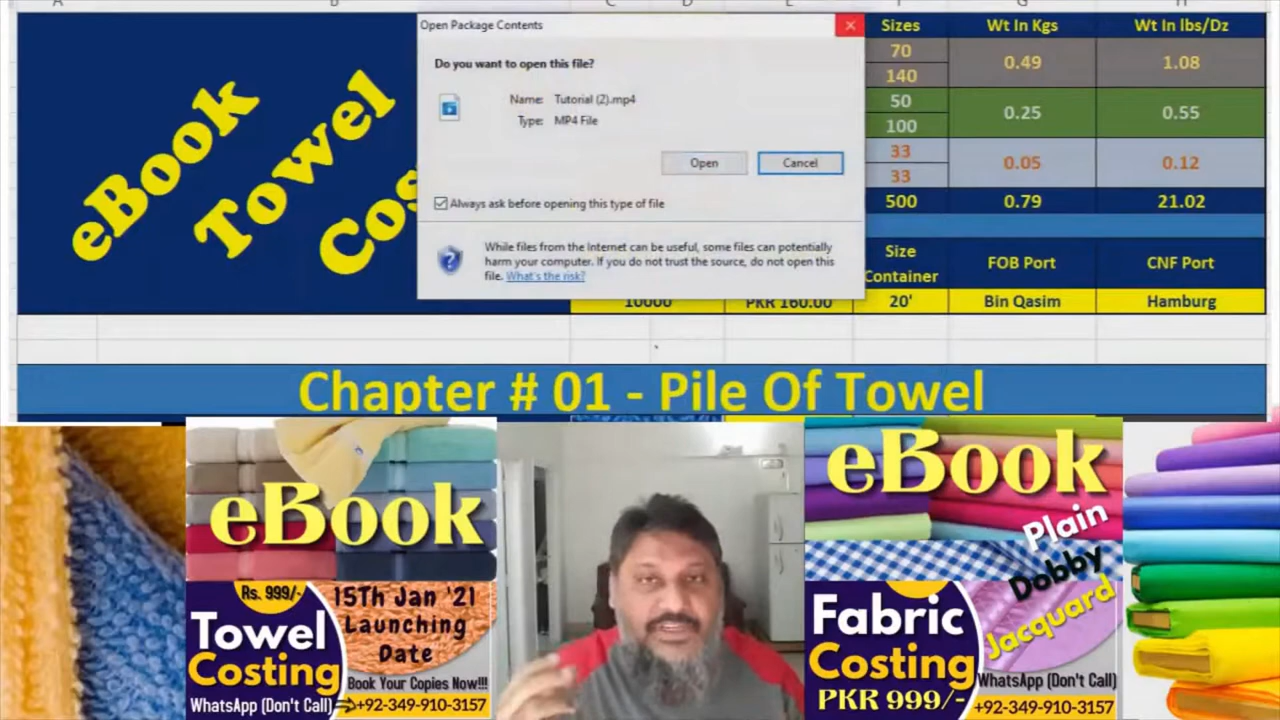 A
B
C
D
E
G
H
eBook
Towel
Open Package Contents
Do you want to open this file?
Name: Tutorial (2).mp4
Type: MP4 File
Open
Cancel
Always ask before opening this type of file
While files from the Internet can be useful, some files can potentially
harm your computer. If you do not trust the source, do not open this
file. What's the risk?
Sizes
Wt In Kgs
Wt In lbs/Dz
70
140
0.49
1.08
50
100
0.25
0.55
33
33
0.05
0.12
500
0.79
21.02
Size
Container
FOB Port
CNF Port
10000
PKR 160.00
20'
Bin Qasim
Hamburg
Chapter # 01 - Pile Of Towel
eBook
Rs. 999/-
Towel
Costing
15Th Jan '21
Launching
Date
Book Your Copies Now!!!
WhatsApp (Don't Call)
+92-349-910-3157
eBook
Plain
Dobby
Jacquard
Fabric
Costing
PKR 999/-
WhatsApp (Don't Call)
+92-349-910-3157